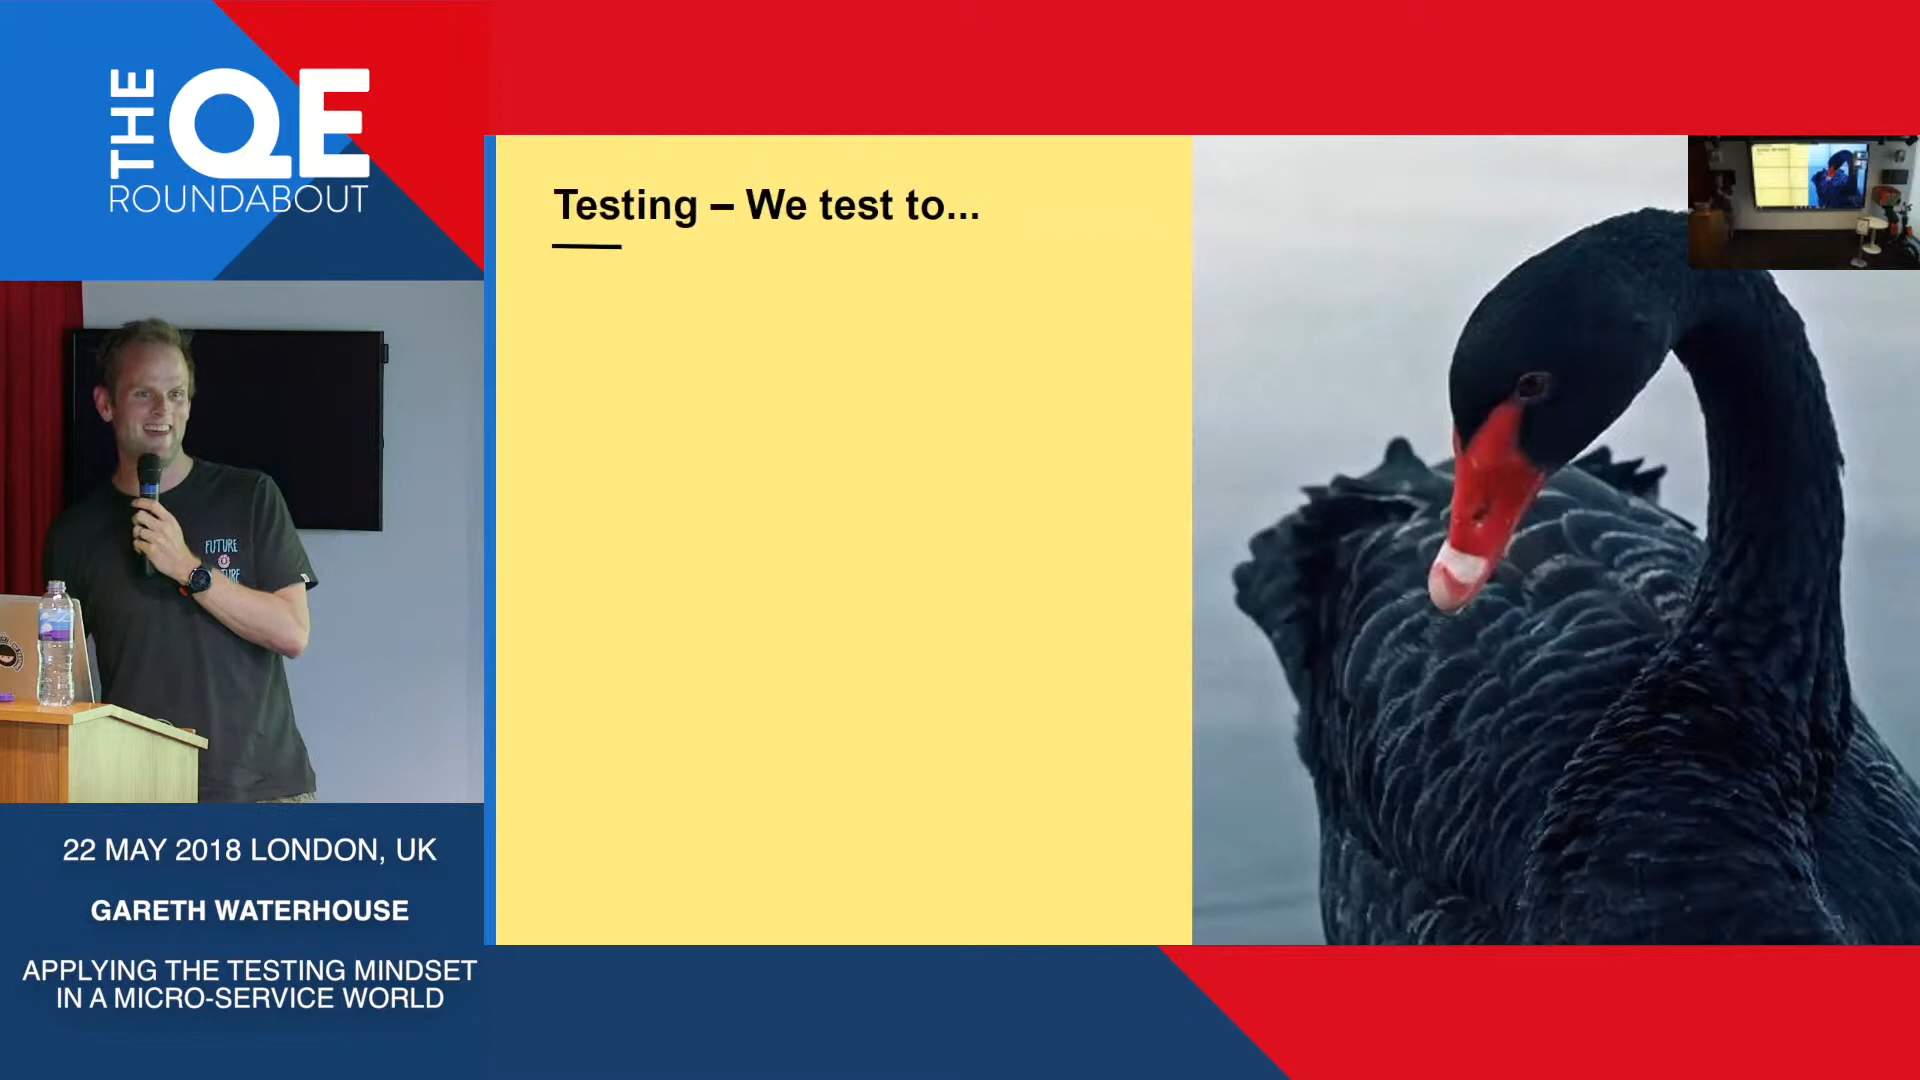 THE
QE
ROUNDABOUT
Testing – We test to...
FUTURE
22 MAY 2018 LONDON, UK
GARETH WATERHOUSE
APPLYING THE TESTING MINDSET
IN A MICRO-SERVICE WORLD